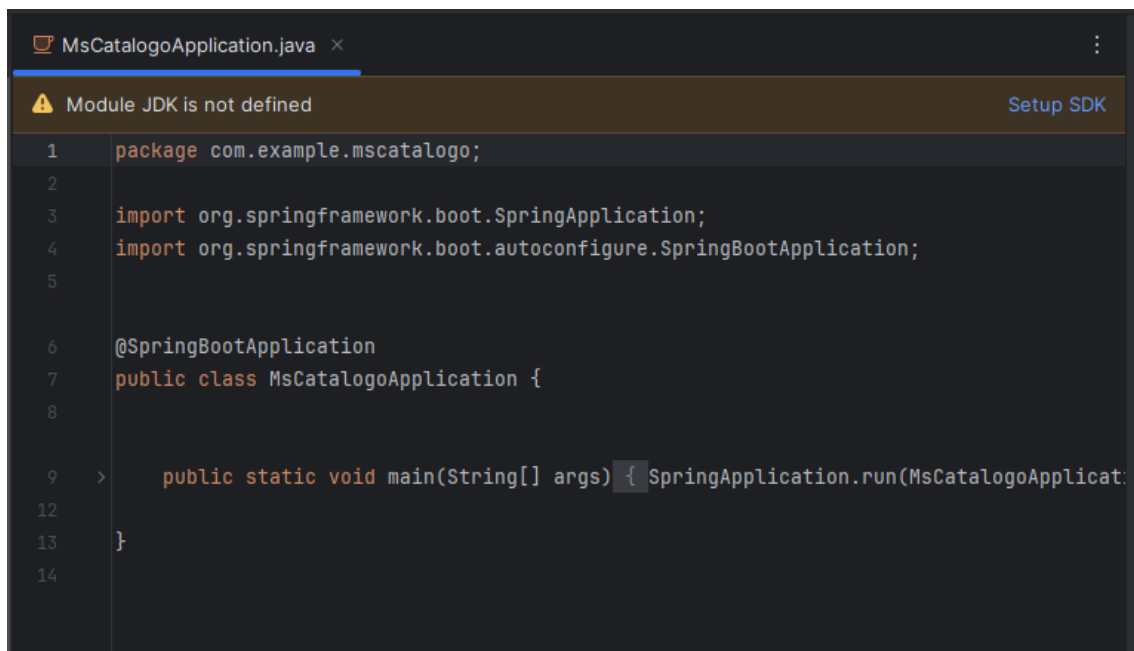 MsCatalogoApplication.java
Module JDK is not defined Setup SDK
1 package com.example.mscatalogo;
2
3 import org.springframework.boot.SpringApplication;
4 import org.springframework.boot.autoconfigure.SpringBootApplication;
5
6 @SpringBootApplication
7 public class MsCatalogoApplication {
8
9 public static void main(String[] args) { SpringApplication.run(MsCatalogoApplicat
12
13 }
14